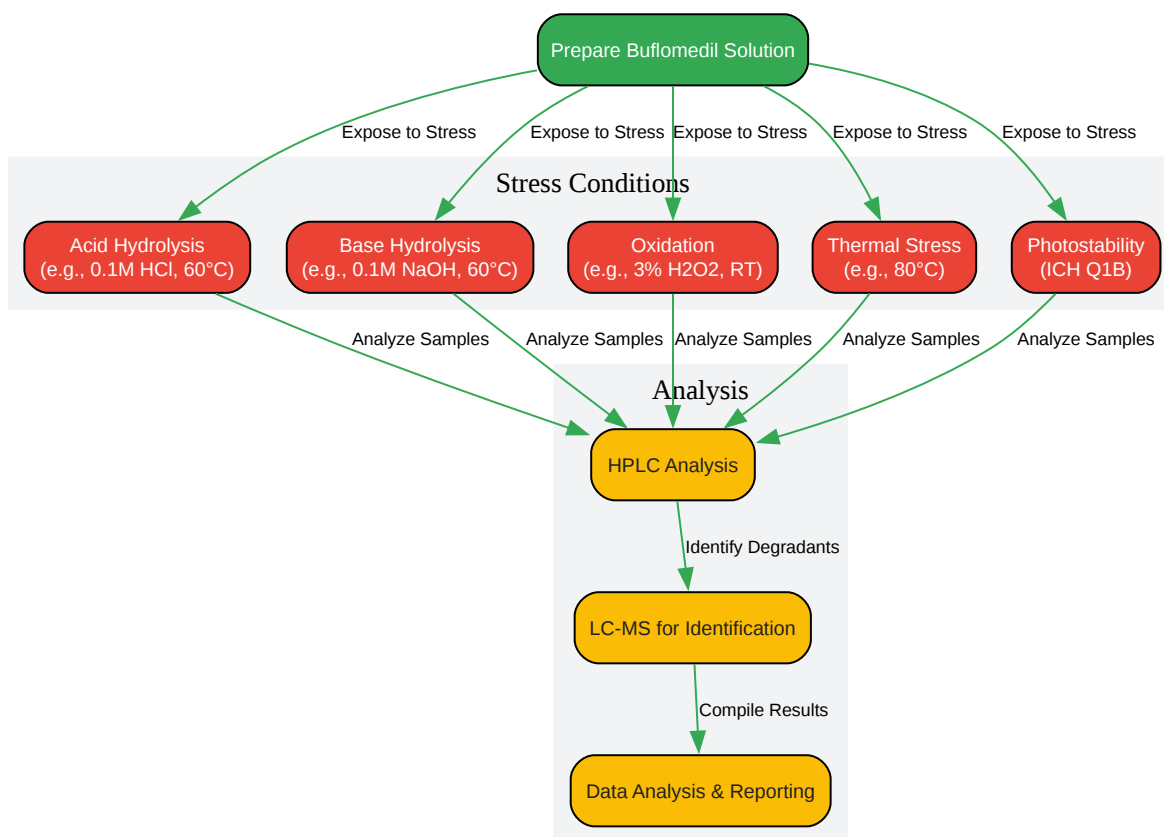 Prepare Buflomedil Solution
Expose to Stress
Expose to Stress
Expose to Stress
Expose to Stress
Expose to Stress
Stress Conditions
Acid Hydrolysis
(e.g., 0.1M HCl, 60°C)
Base Hydrolysis
(e.g., 0.1M NaOH, 60°C)
Oxidation
(e.g., 3% H2O2, RT)
Thermal Stress
(e.g., 80°C)
Photostability
(ICH Q1B)
Analyze Samples
Analyze Samples
Analyze Samples
Analyze Samples
Analyze Samples
Analysis
HPLC Analysis
Identify Degradants
LC-MS for Identification
Compile Results
Data Analysis & Reporting